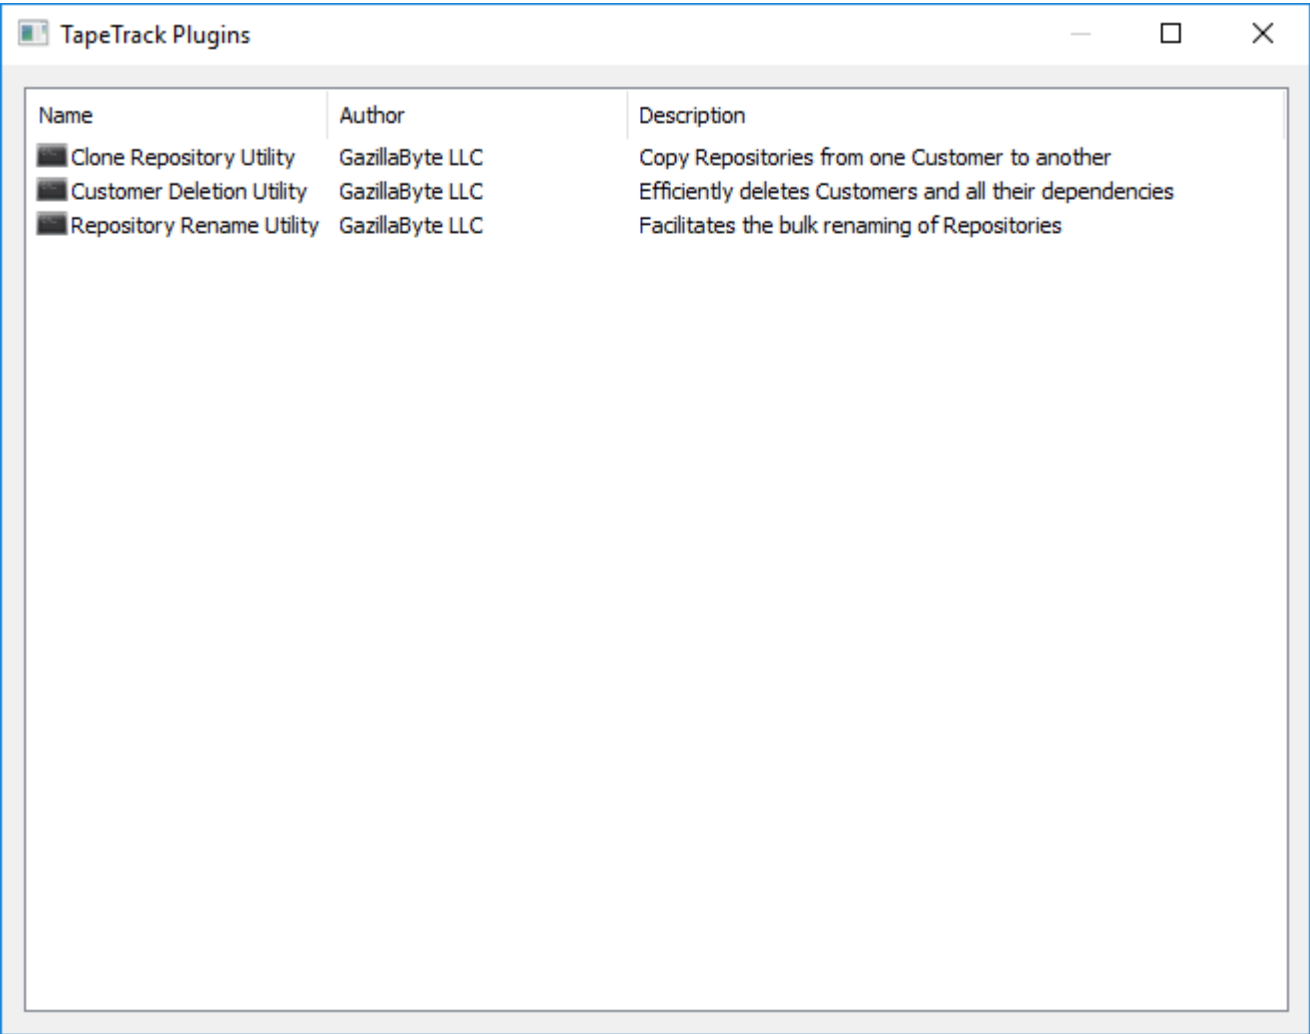 TapeTrack Plugins
Name Author Description
Clone Repository Utility GazillaByte LLC Copy Repositories from one Customer to another
Customer Deletion Utility GazillaByte LLC Efficiently deletes Customers and all their dependencies
Repository Rename Utility GazillaByte LLC Facilitates the bulk renaming of Repositories